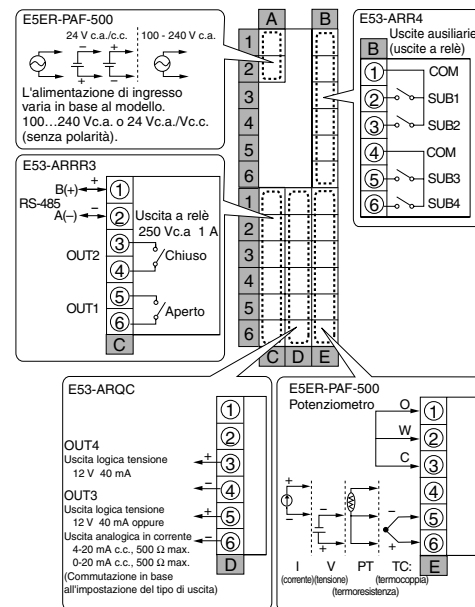 E5ER-PAF-500
24 V c.a./c.c.
100 - 240 V c.a.
+ − − +
L'alimentazione di ingresso
varia in base al modello.
100...240 Vc.a. o 24 Vc.a./Vc.c.
(senza polarità).
A B
1
2
3
4
5
6
1
2
3
4
5
6
C D E
E53-ARR4
Uscite ausiliarie
(uscite a relè)
B
1 COM
2 SUB1
3 SUB2
4 COM
5 SUB3
6 SUB4
E53-ARRR3
RS-485
B(+) + 1
A(−) − 2
Uscita a relè
250 Vc.a 1 A
OUT2
3
4
Chiuso
OUT1
5
6
Aperto
C
E53-ARQC
1
2
OUT4
Uscita logica tensione
12 V 40 mA
+ 3
− 4
OUT3
Uscita logica tensione
12 V 40 mA oppure
Uscita analogica in corrente
4-20 mA c.c., 500 Ω max.
0-20 mA c.c., 500 Ω max.
(Commutazione in base
all'impostazione del tipo di uscita)
+ 5
− 6
D
E5ER-PAF-500
Potenziometro
O 1
W 2
C 3
4
5
6
+ − − + − +
I V PT TC:
(corrente) (tensione) (termocoppia)
(termoresistenza)
E